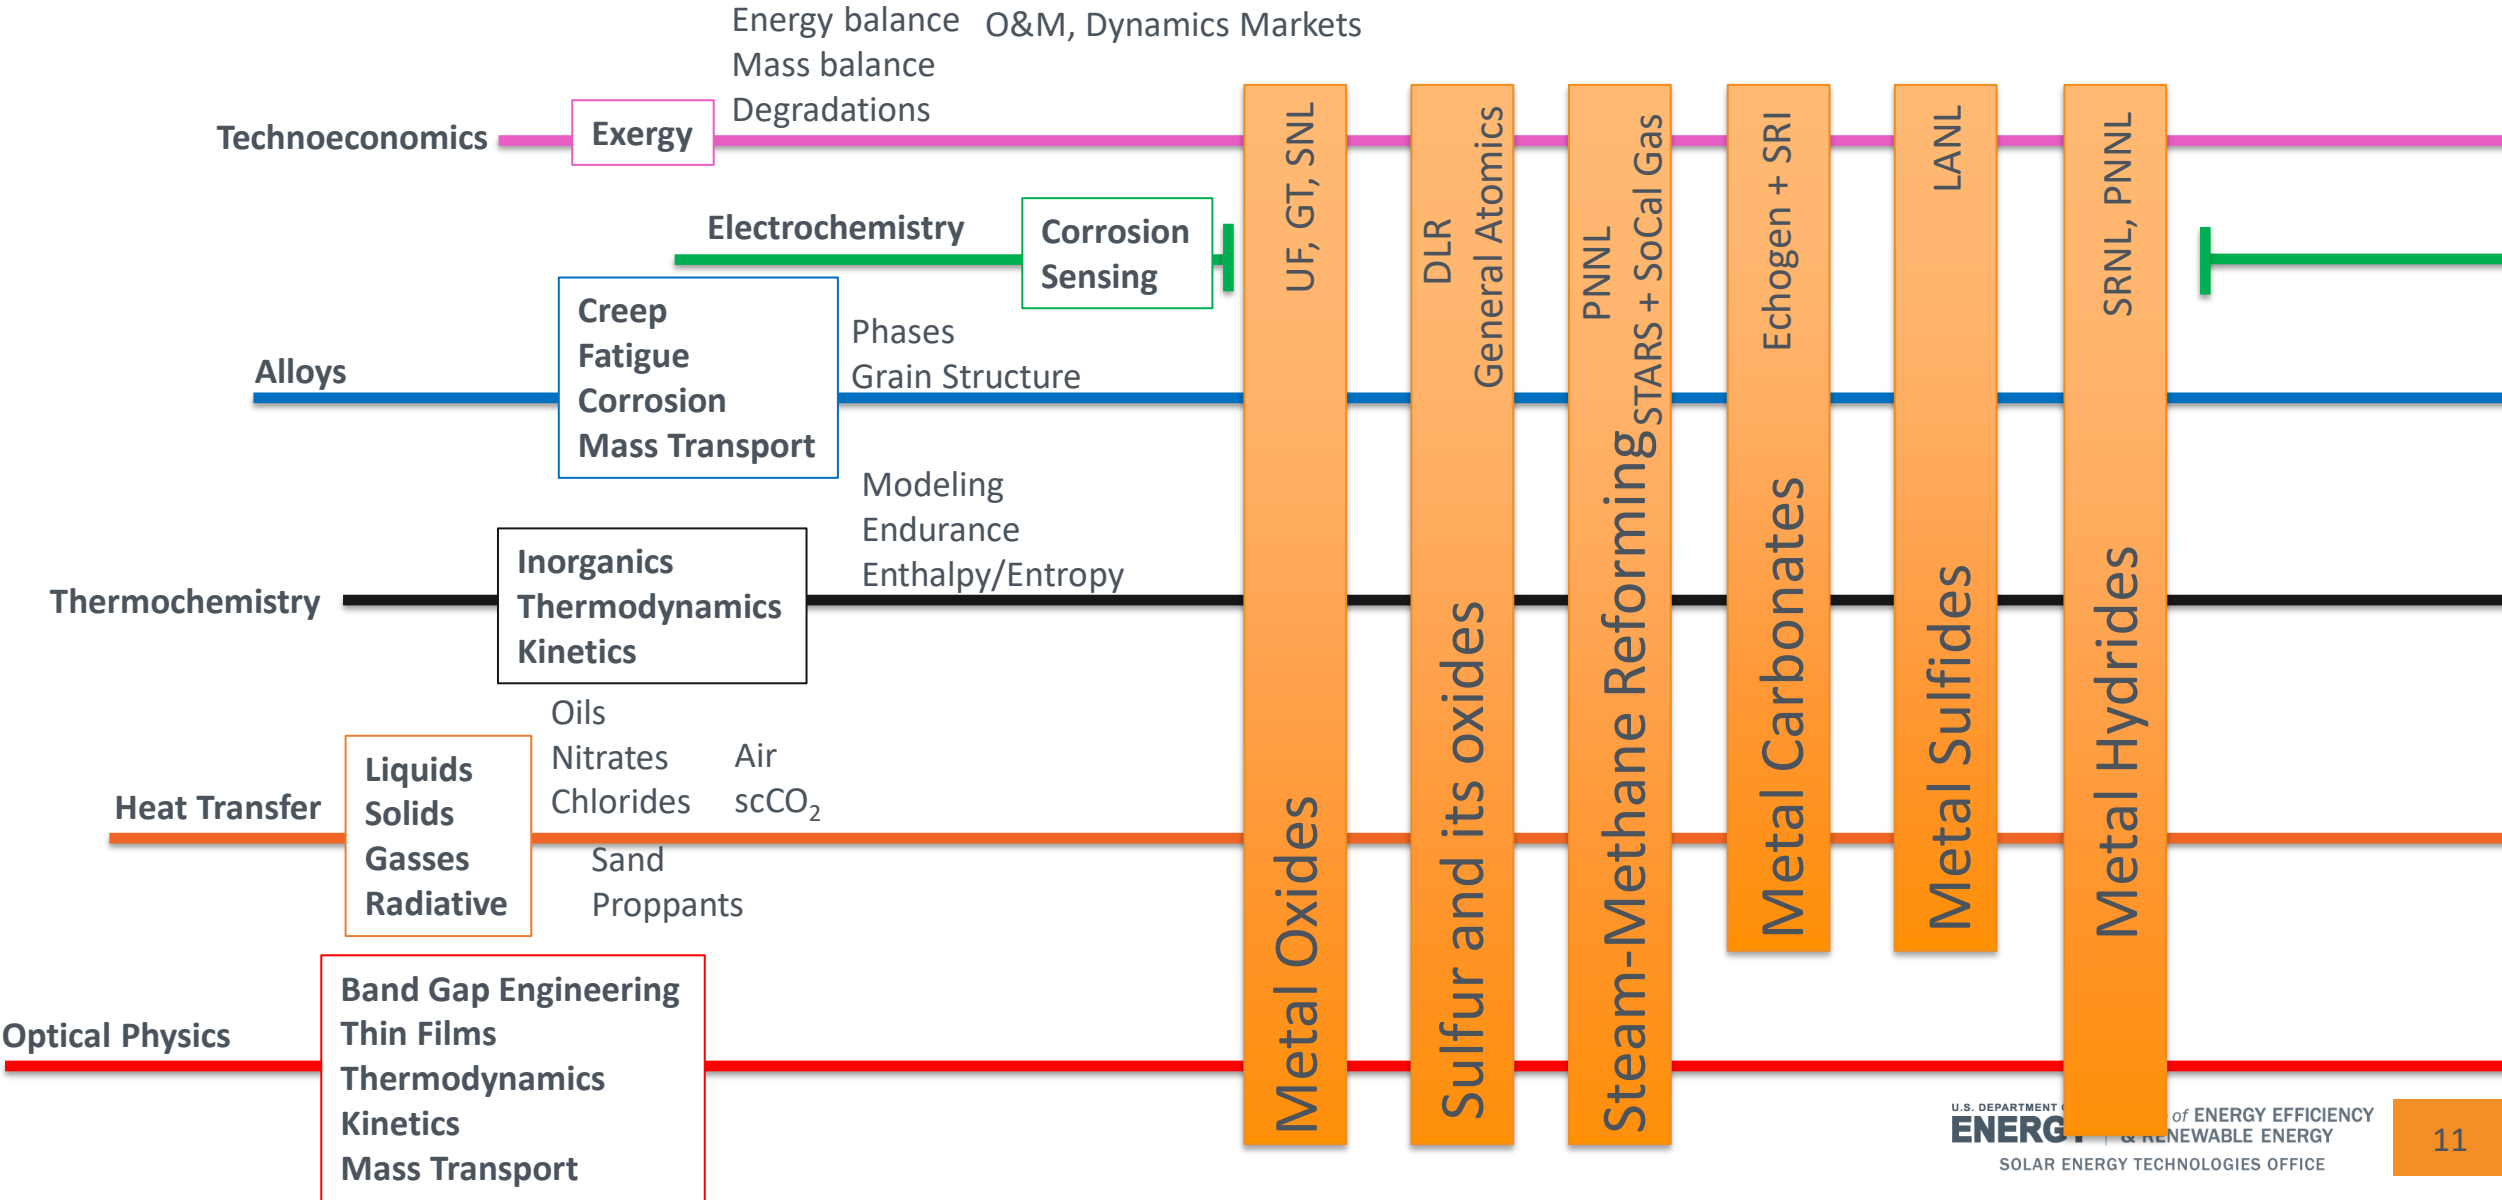 Energy balance
Mass balance
Degradations
O&M, Dynamics Markets
Technoeconomics
Exergy
Electrochemistry
Corrosion
Sensing
Alloys
Creep
Fatigue
Corrosion
Mass Transport
Phases
Grain Structure
Thermochemistry
Inorganics
Thermodynamics
Kinetics
Modeling
Endurance
Enthalpy/Entropy
Heat Transfer
Liquids
Solids
Gasses
Radiative
Oils
Nitrates
Chlorides
Air
scCO₂
Sand
Proppants
Optical Physics
Band Gap Engineering
Thin Films
Thermodynamics
Kinetics
Mass Transport
Metal Oxides
UF, GT, SNL
Sulfur and its oxides
DLR
General Atomics
Steam-Methane Reforming
PNNL
STARS + SoCal Gas
Metal Carbonates
Echogen + SRI
Metal Sulfides
LANL
Metal Hydrides
SRNL, PNNL
U.S. DEPARTMENT
ENERGY
of ENERGY EFFICIENCY
& RENEWABLE ENERGY
SOLAR ENERGY TECHNOLOGIES OFFICE
11